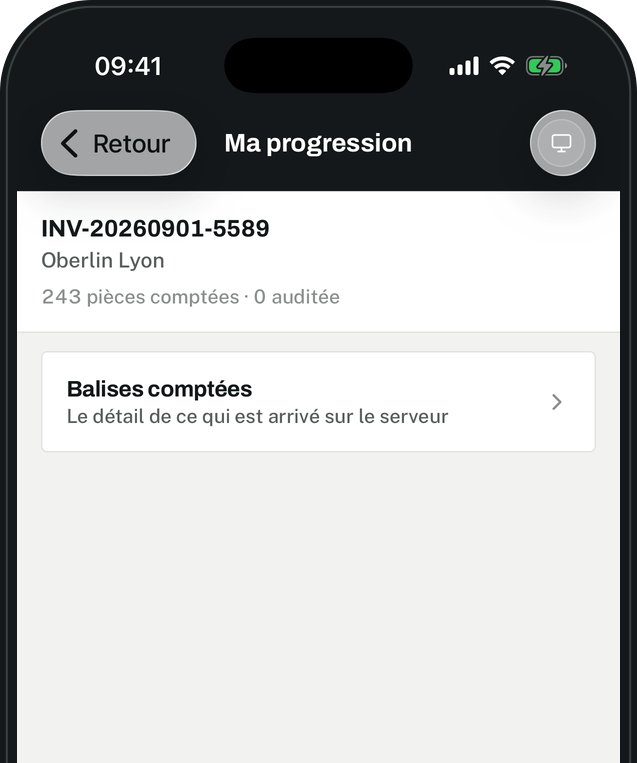 09:41
Retour
Ma progression
INV-20260901-5589
Oberlin Lyon
243 pièces comptées · 0 auditée
Balises comptées
Le détail de ce qui est arrivé sur le serveur